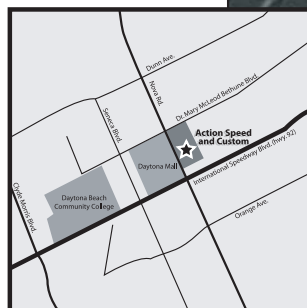 Dunn Ave.
Nova Rd.
Dr. Mary McLeod Bethune Blvd.
Seneca Blvd.
Action Speed
and Custom
Daytona Mall
International Speedway Blvd. (hwy. 92)
Daytona Beach
Community College
Clyde Morris Blvd.
Orange Ave.